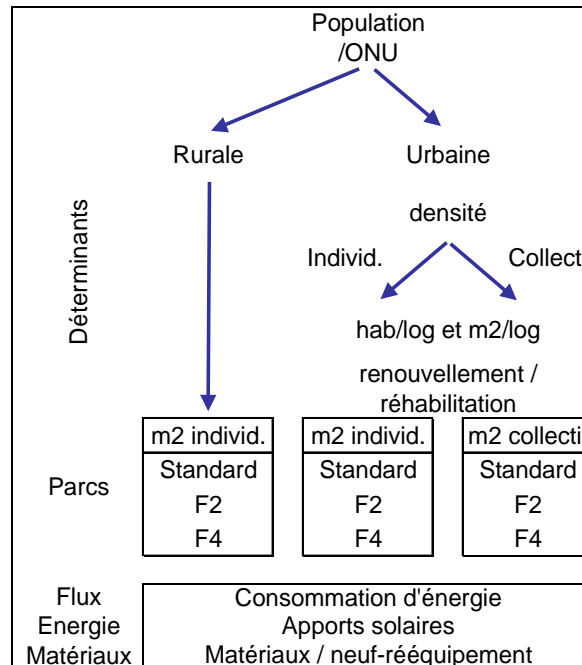 Population
/ONU
Rurale
Urbaine
densité
Déterminants
Individ.
Collect
hab/log et m2/log
renouvellement /
réhabilitation
Parcs
m2 individ.
Standard
F2
F4
m2 individ.
Standard
F2
F4
m2 collecti
Standard
F2
F4
Flux
Energie
Matériaux
Consommation d'énergie
Apports solaires
Matériaux / neuf-rééquipement